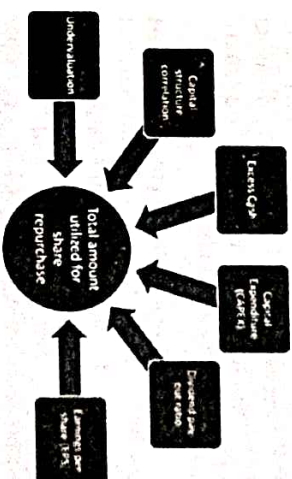 Undervaluation
Capital
structure
correlation
Excess Cash
Capital
Expenditure
(CAPEX)
Dividend pay
out ratio
Earnings per
share (EPS
Total amount
utilized for
share
repurchase